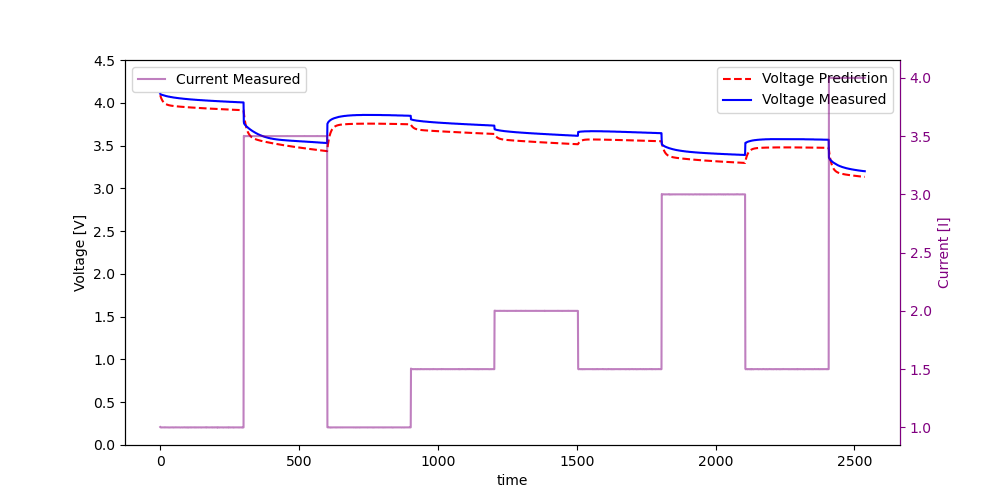 Current Measured
Voltage Prediction
Voltage Measured
4.5
4.0
3.5
3.0
2.5
2.0
1.5
1.0
0.5
0.0
Voltage [V]
4.0
3.5
3.0
2.5
2.0
1.5
1.0
Current [I]
0 500 1000 1500 2000 2500
time